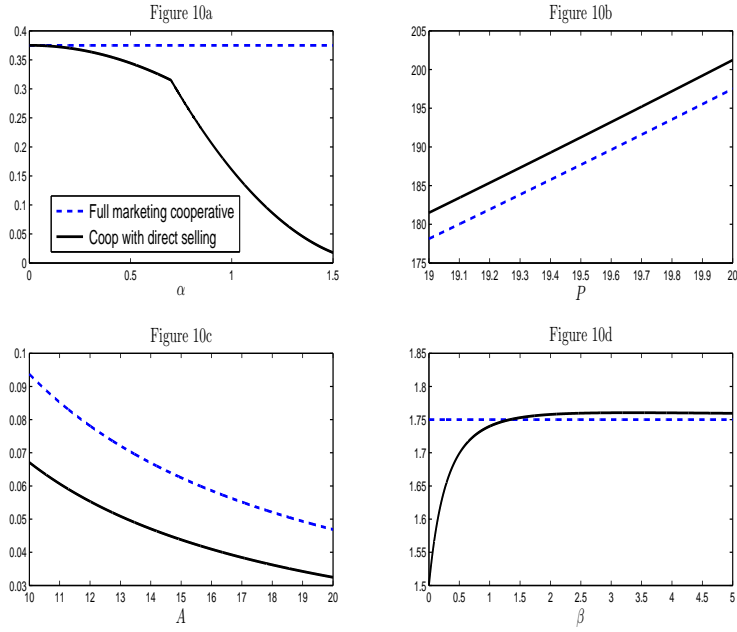 Figure 10a
0.4
0.35
0.3
0.25
0.2
0.15
0.1
0.05
0
Full marketing cooperative
Coop with direct selling
0 0.5 1 1.5
α
Figure 10b
205
200
195
190
185
180
175
19 19.1 19.2 19.3 19.4 19.5 19.6 19.7 19.8 19.9 20
P
Figure 10c
0.1
0.09
0.08
0.07
0.06
0.05
0.04
0.03
10 11 12 13 14 15 16 17 18 19 20
A
Figure 10d
1.85
1.8
1.75
1.7
1.65
1.6
1.55
1.5
0 0.5 1 1.5 2 2.5 3 3.5 4 4.5 5
β